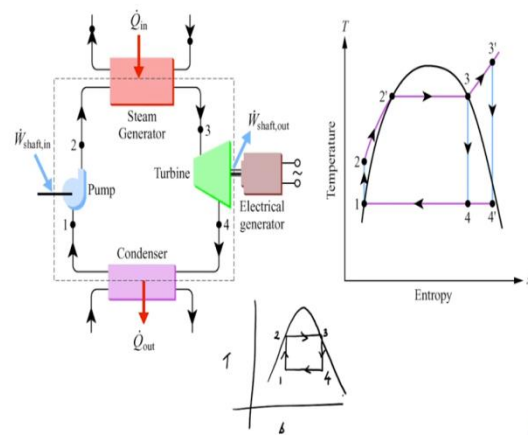 Q̇in
Steam
Generator
Ẇshaft,in
2
3
Ẇshaft,out
Turbine
Pump
1
4
Electrical
generator
~
Condenser
Q̇out
T
3'
2'
3
2
1
4
4'
Temperature
Entropy
s
2
3
T
1
4